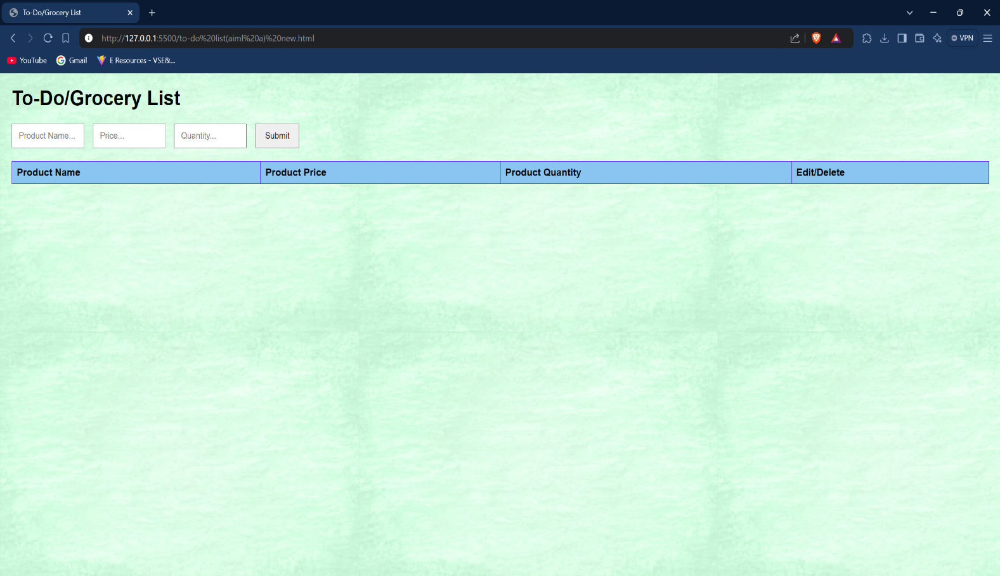 To-Do/Grocery List
http://127.0.0.1:5500/to-do%20list(aiml%20a)%20new.html
VPN
YouTube Gmail E Resources - VSE&...
To-Do/Grocery List
Product Name... Price... Quantity... Submit
Product Name Product Price Product Quantity Edit/Delete